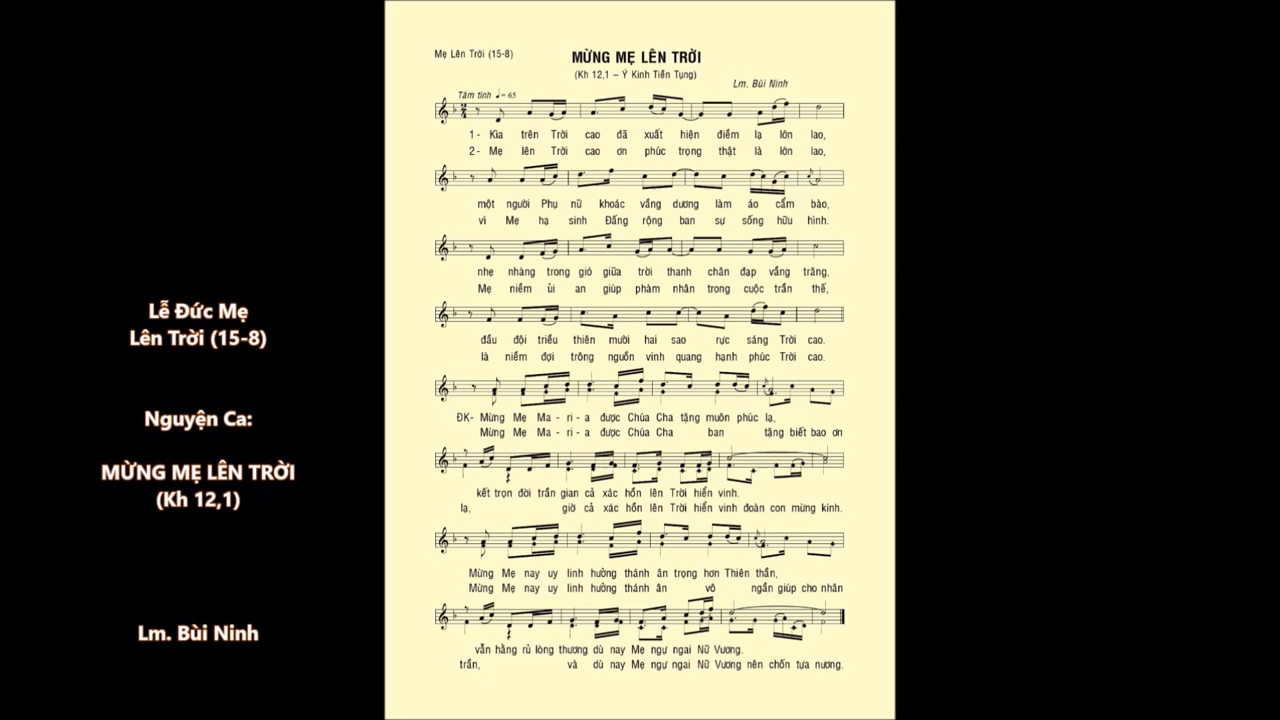 Lễ Đức Mẹ
Lên Trời (15-8)
Nguyện Ca:
MỪNG MẸ LÊN TRỜI
(Kh 12,1)
Lm. Bùi Ninh
Mẹ Lên Trời (15-8)
MỪNG MẸ LÊN TRỜI
(Kh 12,1 – Ý Kinh Tiền Tụng)
Lm. Bùi Ninh
Tâm tình ♩= 65
1- Kìa trên Trời cao đã xuất hiện điềm lạ lớn lao,
2- Mẹ lên Trời cao ơn phúc trọng thật là lớn lao,
một người Phụ nữ khoác vầng dương làm áo cẩm bào,
vì Mẹ hạ sinh Đấng rộng ban sự sống hữu hình.
nhẹ nhàng trong gió giữa trời thanh chân đạp vầng trăng,
Mẹ niềm ủi an giúp phàm nhân trong cuộc trần thế,
đầu đội triều thiên mười hai sao rực sáng Trời cao.
là niềm đợi trông nguồn vinh quang hạnh phúc Trời cao.
ĐK- Mừng Mẹ Ma - ri - a được Chúa Cha tặng muôn phúc lạ,
Mừng Mẹ Ma - ri - a được Chúa Cha ban tặng biết bao ơn
kết trọn đời trần gian cả xác hồn lên Trời hiển vinh.
lạ, giờ cả xác hồn lên Trời hiển vinh đoàn con mừng kính.
Mừng Mẹ nay uy linh hưởng thánh ân trọng hơn Thiên thần,
Mừng Mẹ nay uy linh hưởng thánh ân vô ngần giúp cho nhân
vẫn hằng rủ lòng thương dù nay Mẹ ngự ngai Nữ Vương.
trần, và dù nay Mẹ ngự ngai Nữ Vương nên chốn tựa nương.